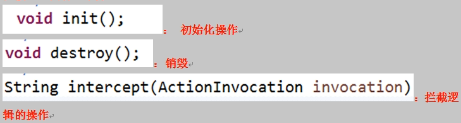 void init();： 初始化操作
void destroy();：销毁
String intercept(ActionInvocation invocation)：拦截逻
辑的操作